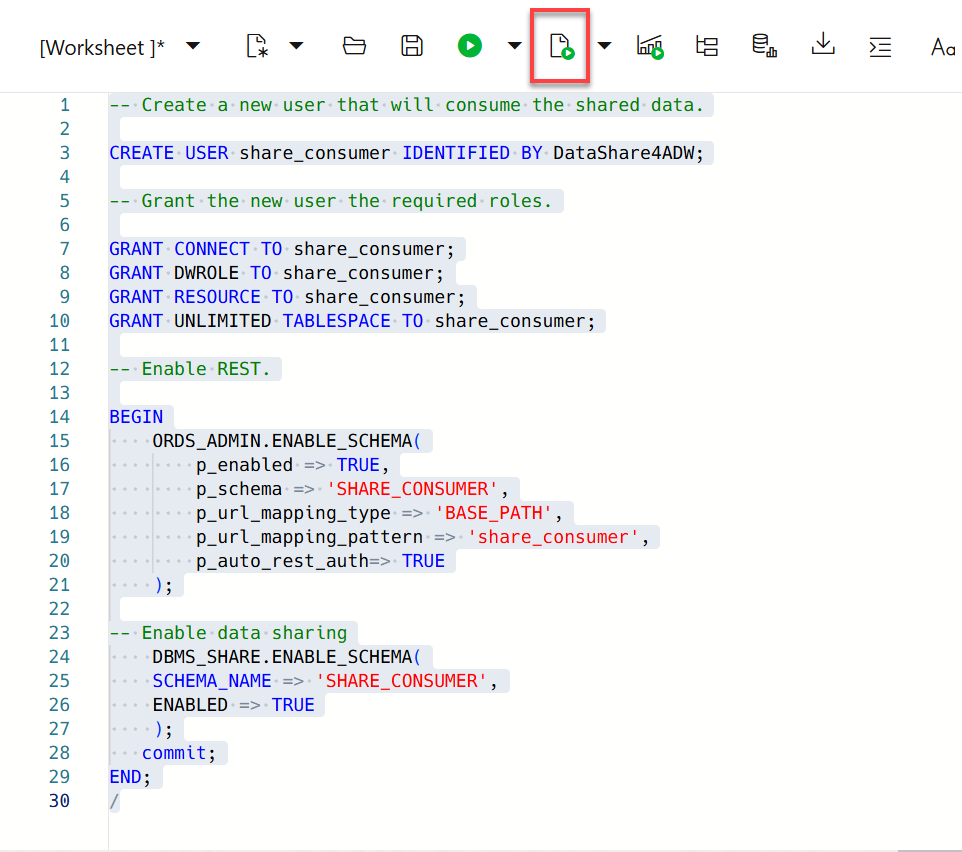 [Worksheet ]*
Aa
1 -- Create a new user that will consume the shared data.
2
3 CREATE USER share_consumer IDENTIFIED BY DataShare4ADW;
4
5 -- Grant the new user the required roles.
6
7 GRANT CONNECT TO share_consumer;
8 GRANT DWROLE TO share_consumer;
9 GRANT RESOURCE TO share_consumer;
10 GRANT UNLIMITED TABLESPACE TO share_consumer;
11
12 -- Enable REST.
13
14 BEGIN
15     ORDS_ADMIN.ENABLE_SCHEMA(
16         p_enabled => TRUE,
17         p_schema => 'SHARE_CONSUMER',
18         p_url_mapping_type => 'BASE_PATH',
19         p_url_mapping_pattern => 'share_consumer',
20         p_auto_rest_auth=> TRUE
21     );
22
23 -- Enable data sharing
24     DBMS_SHARE.ENABLE_SCHEMA(
25     SCHEMA_NAME => 'SHARE_CONSUMER',
26     ENABLED => TRUE
27     );
28    commit;
29 END;
30 /